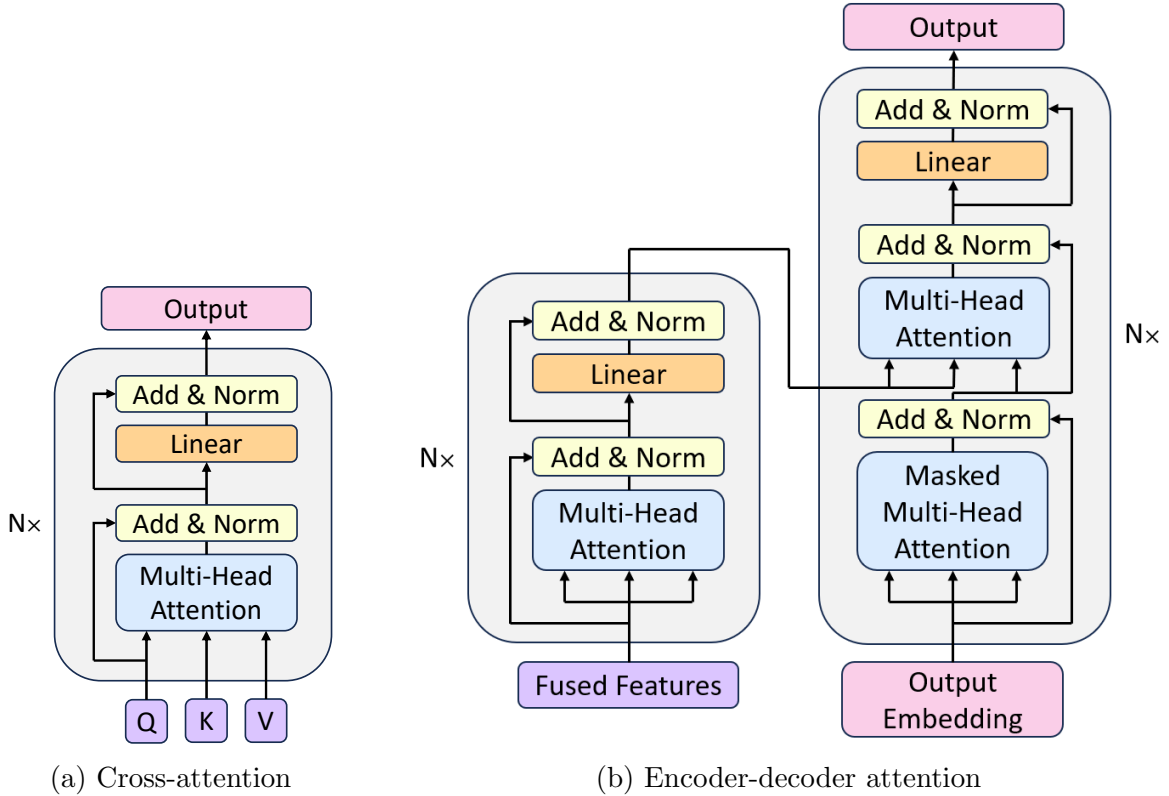 Output
Add & Norm
Linear
Add & Norm
Multi-Head
Attention
N×
Q K V
(a) Cross-attention
Add & Norm
Linear
Add & Norm
Multi-Head
Attention
N×
Fused Features
Output
Add & Norm
Linear
Add & Norm
Multi-Head
Attention
N×
Add & Norm
Masked
Multi-Head
Attention
Output
Embedding
(b) Encoder-decoder attention